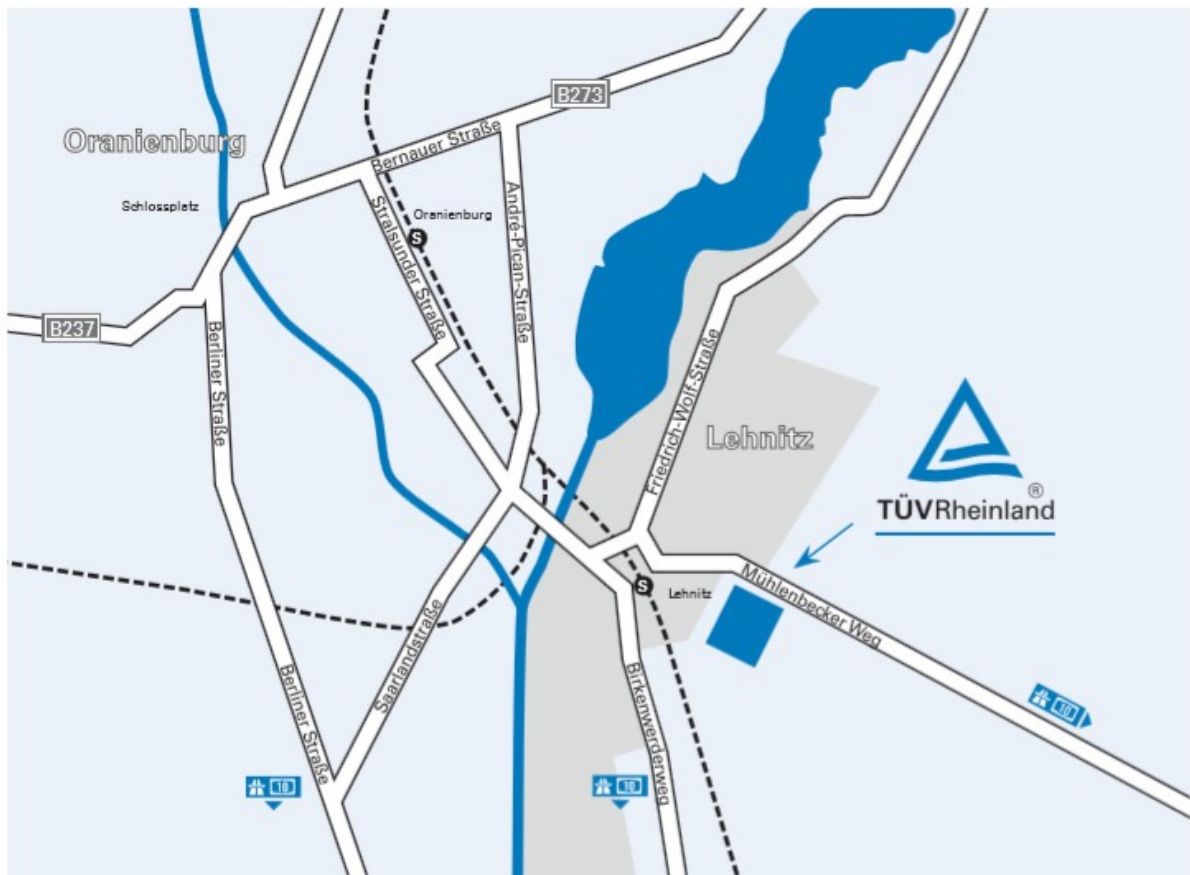 B273
Oranienburg
Bernauer Straße
Schlossplatz
Oranienburg
S
Stralsunder Straße
André-Pican-Straße
B237
Berliner Straße
Friedrich-Wolf-Straße
Lehnitz
®
TÜVRheinland
S
Lehnitz
Mühlenbecker Weg
Saarlandstraße
Berliner Straße
Birkenwerderweg
10
10
10